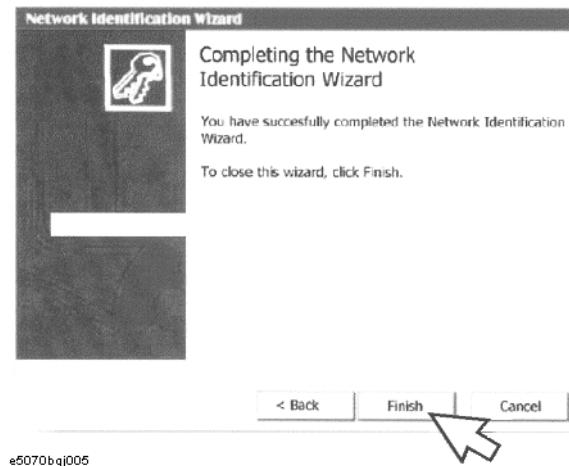 Network Identification Wizard
Completing the Network
Identification Wizard
You have succesfully completed the Network Identification
Wizard.
To close this wizard, click Finish.
< Back
Finish
Cancel
e5070bqj005